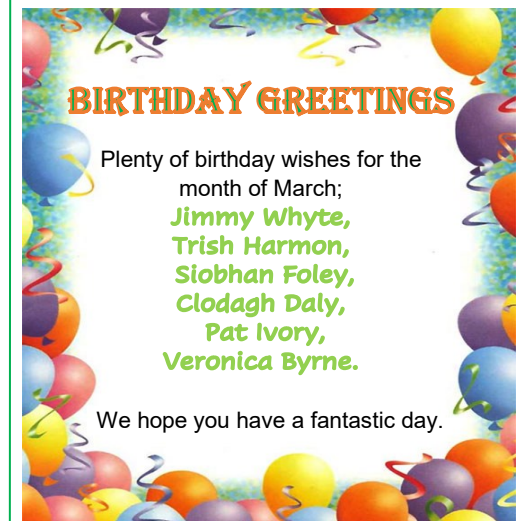 BIRTHDAY GREETINGS
Plenty of birthday wishes for the
month of March;
Jimmy Whyte,
Trish Harmon,
Siobhan Foley,
Clodagh Daly,
Pat Ivory,
Veronica Byrne.
We hope you have a fantastic day.